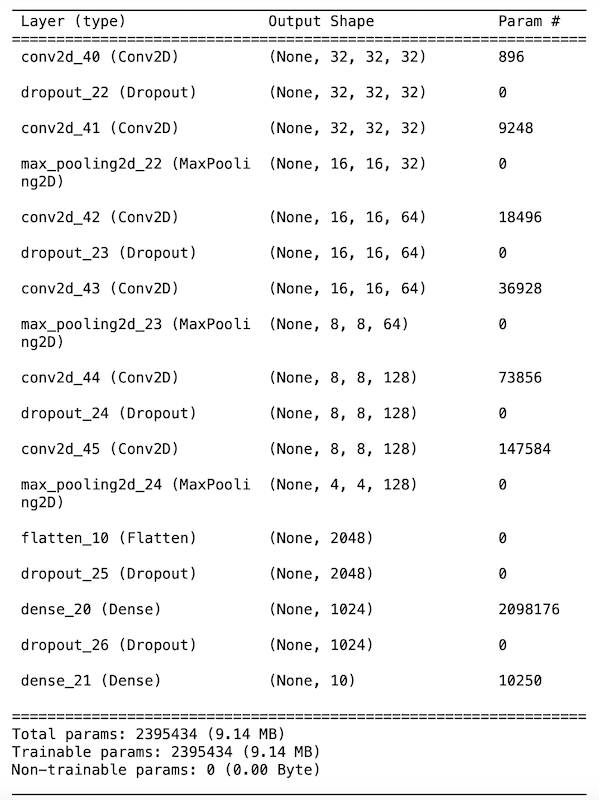 Layer (type) Output Shape Param #
=================================================================
conv2d_40 (Conv2D) (None, 32, 32, 32) 896
dropout_22 (Dropout) (None, 32, 32, 32) 0
conv2d_41 (Conv2D) (None, 32, 32, 32) 9248
max_pooling2d_22 (MaxPooli (None, 16, 16, 32) 0
ng2D)
conv2d_42 (Conv2D) (None, 16, 16, 64) 18496
dropout_23 (Dropout) (None, 16, 16, 64) 0
conv2d_43 (Conv2D) (None, 16, 16, 64) 36928
max_pooling2d_23 (MaxPooli (None, 8, 8, 64) 0
ng2D)
conv2d_44 (Conv2D) (None, 8, 8, 128) 73856
dropout_24 (Dropout) (None, 8, 8, 128) 0
conv2d_45 (Conv2D) (None, 8, 8, 128) 147584
max_pooling2d_24 (MaxPooli (None, 4, 4, 128) 0
ng2D)
flatten_10 (Flatten) (None, 2048) 0
dropout_25 (Dropout) (None, 2048) 0
dense_20 (Dense) (None, 1024) 2098176
dropout_26 (Dropout) (None, 1024) 0
dense_21 (Dense) (None, 10) 10250
=================================================================
Total params: 2395434 (9.14 MB)
Trainable params: 2395434 (9.14 MB)
Non-trainable params: 0 (0.00 Byte)